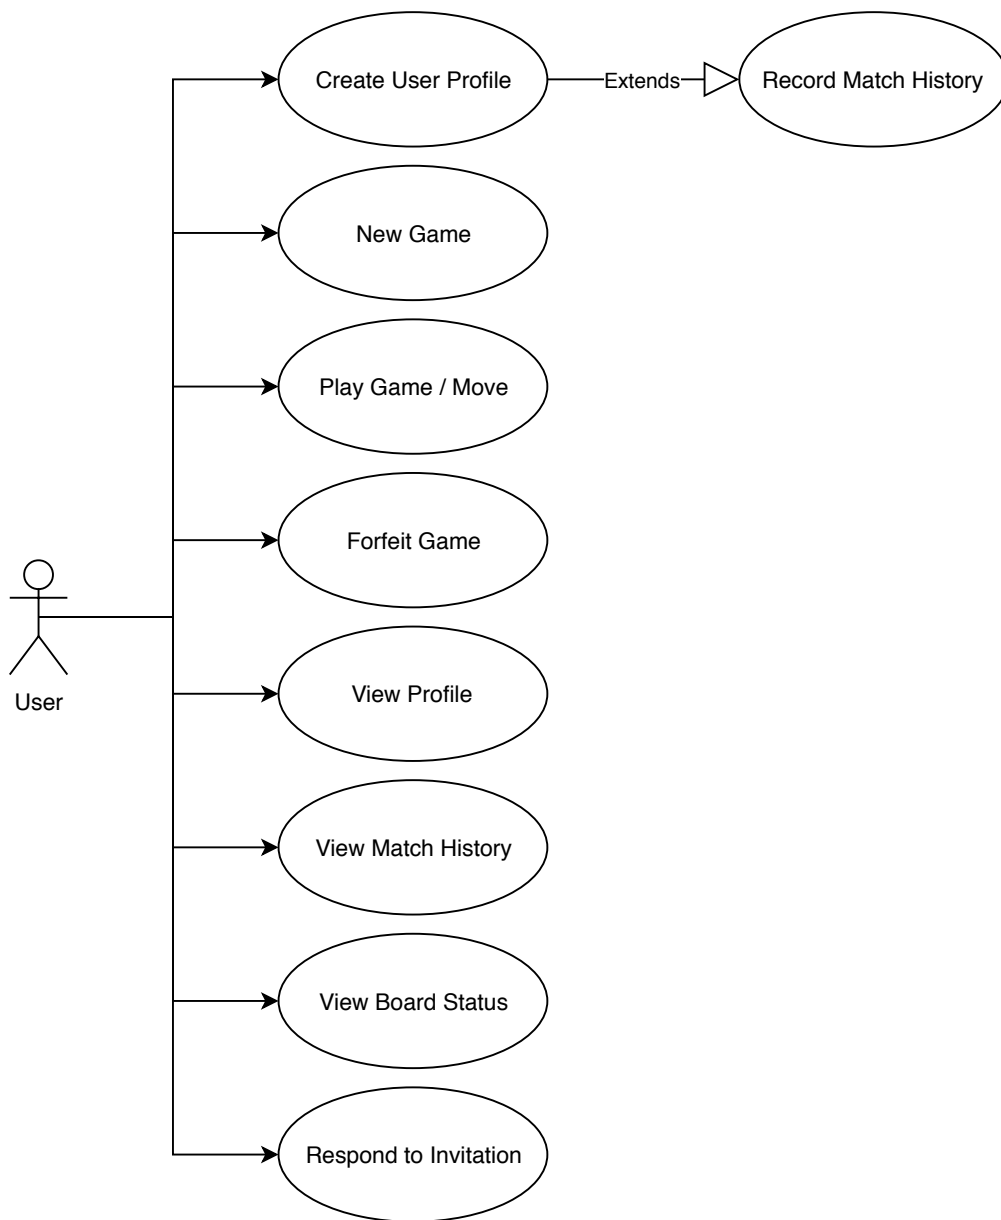 Create User Profile
Extends
Record Match History
New Game
Play Game / Move
Forfeit Game
User
View Profile
View Match History
View Board Status
Respond to Invitation